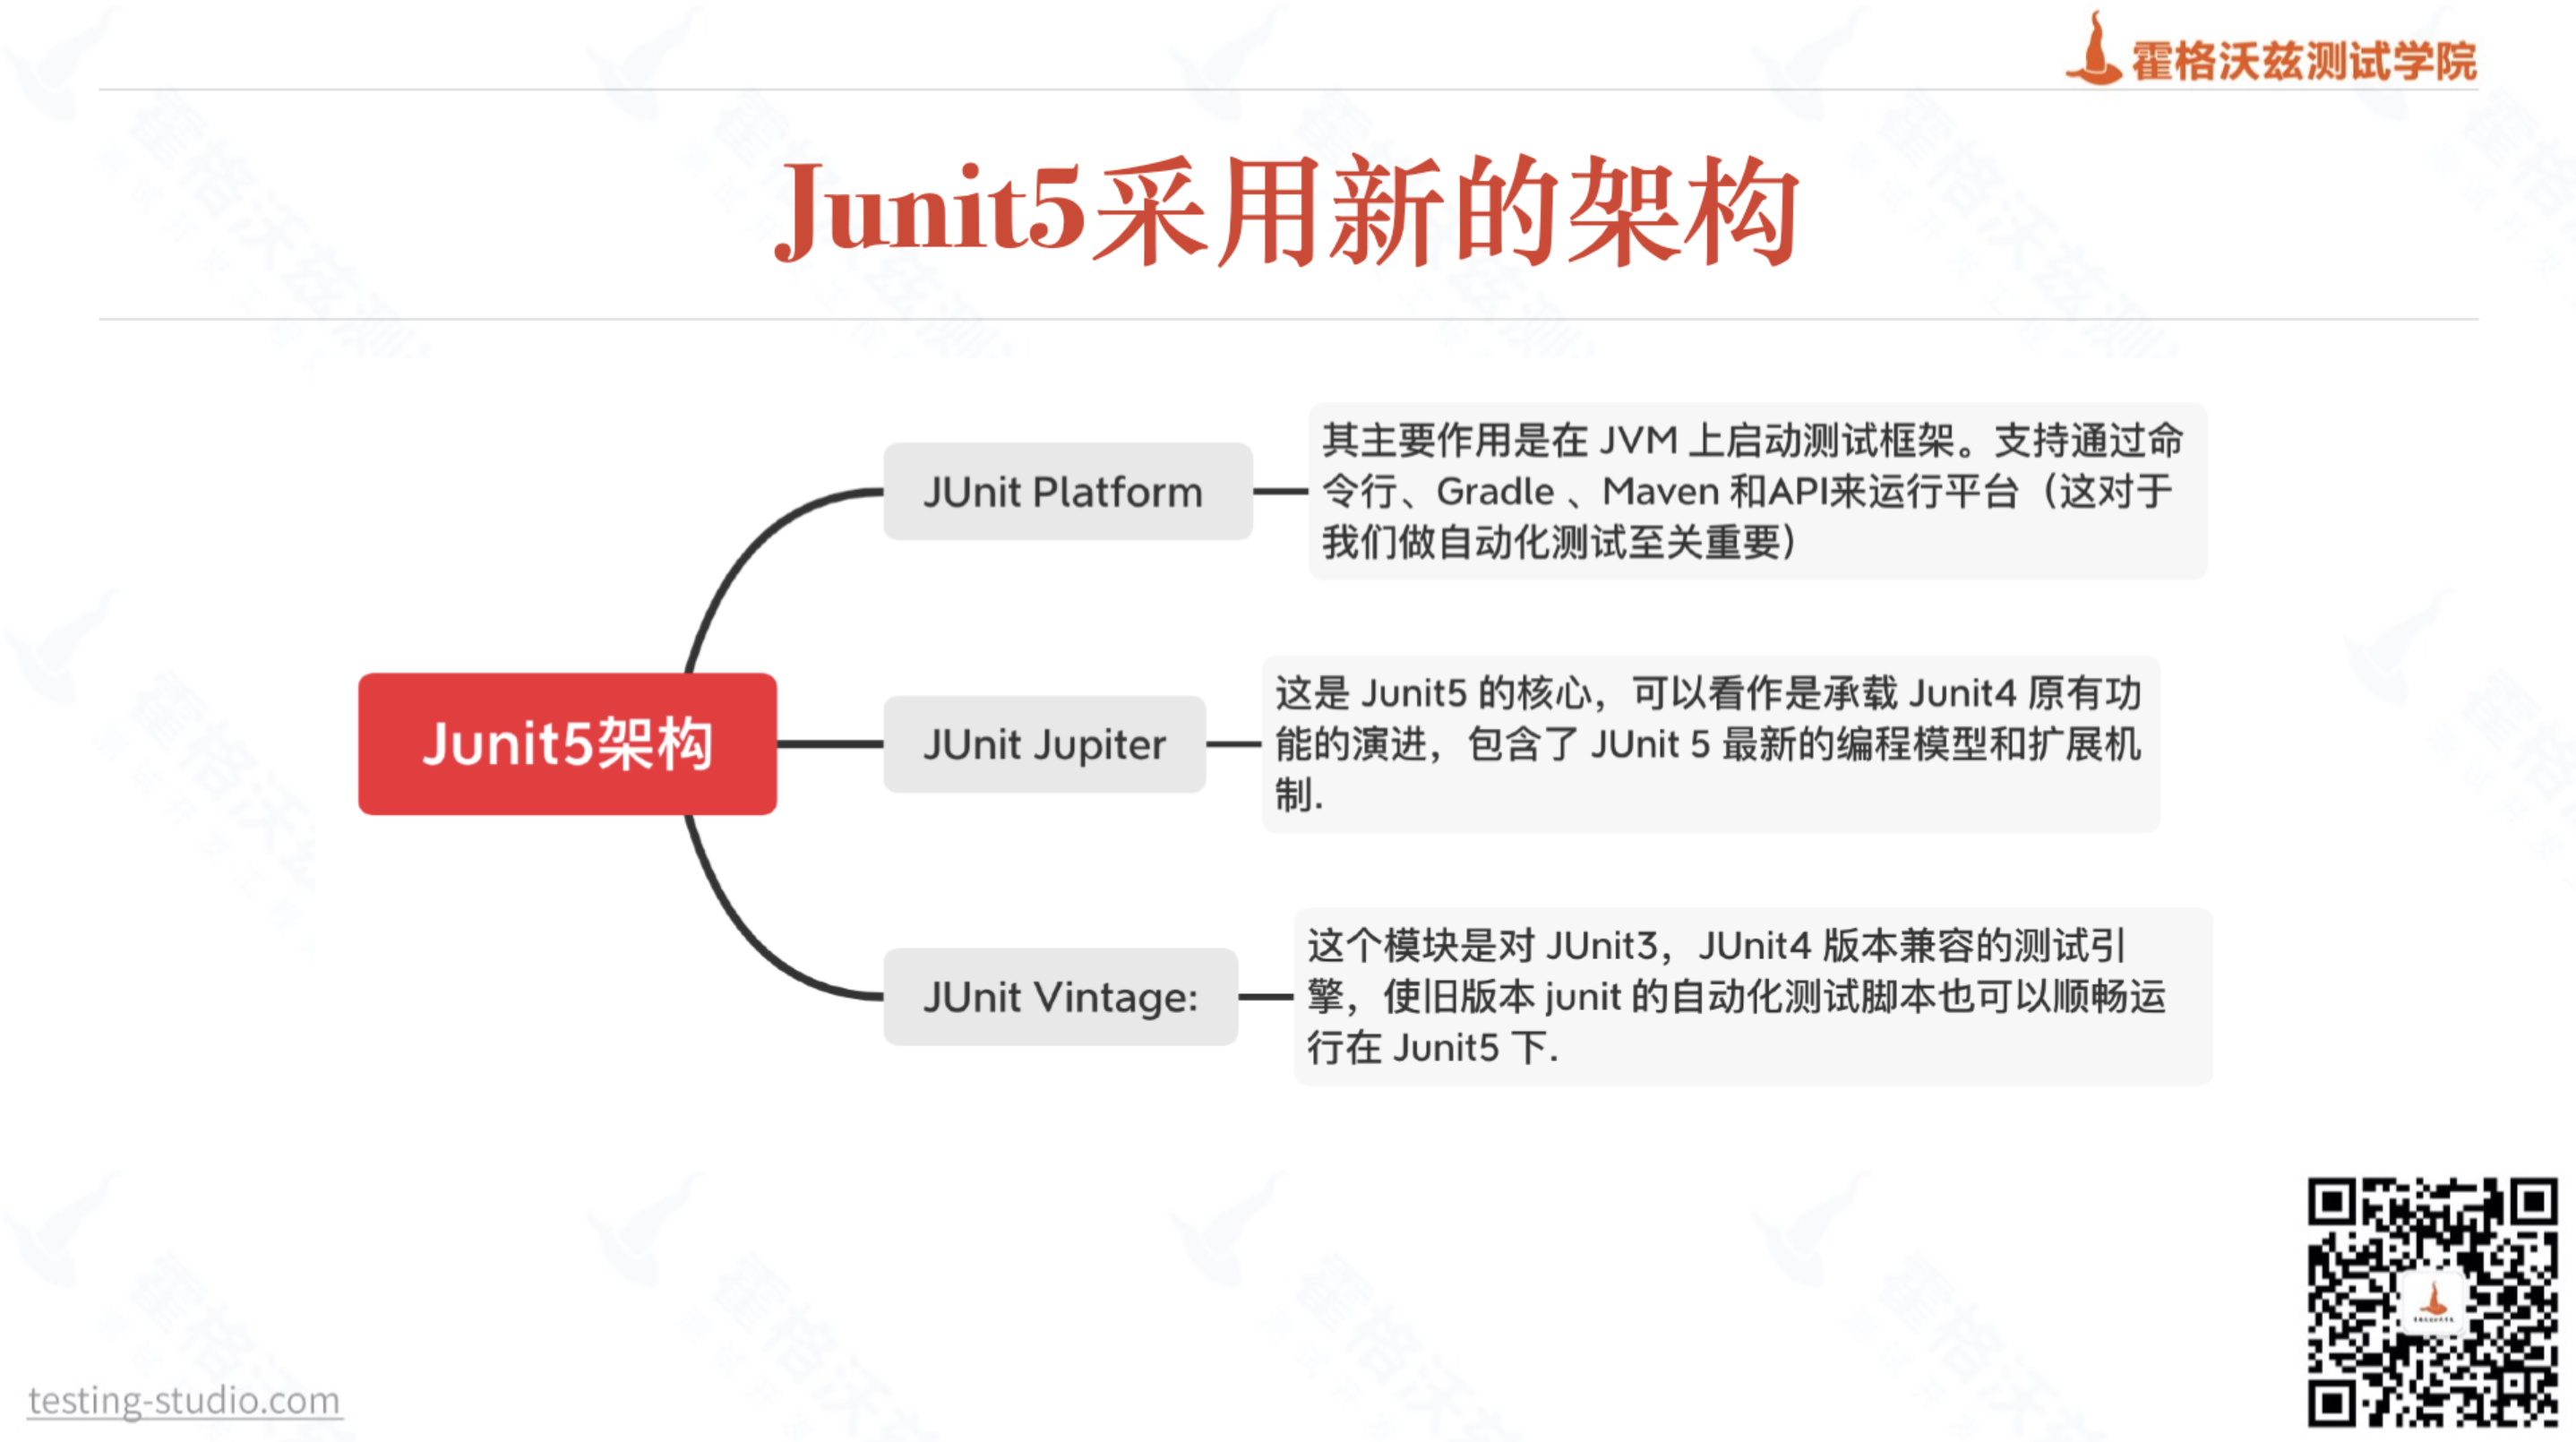 霍格沃兹测试学院
Junit5采用新的架构
JUnit Platform
其主要作用是在 JVM 上启动测试框架。支持通过命
令行、Gradle 、Maven 和API来运行平台（这对于
我们做自动化测试至关重要）
Junit5架构
JUnit Jupiter
这是 Junit5 的核心，可以看作是承载 Junit4 原有功
能的演进，包含了 JUnit 5 最新的编程模型和扩展机
制.
JUnit Vintage:
这个模块是对 JUnit3，JUnit4 版本兼容的测试引
擎，使旧版本 junit 的自动化测试脚本也可以顺畅运
行在 Junit5 下.
testing-studio.com